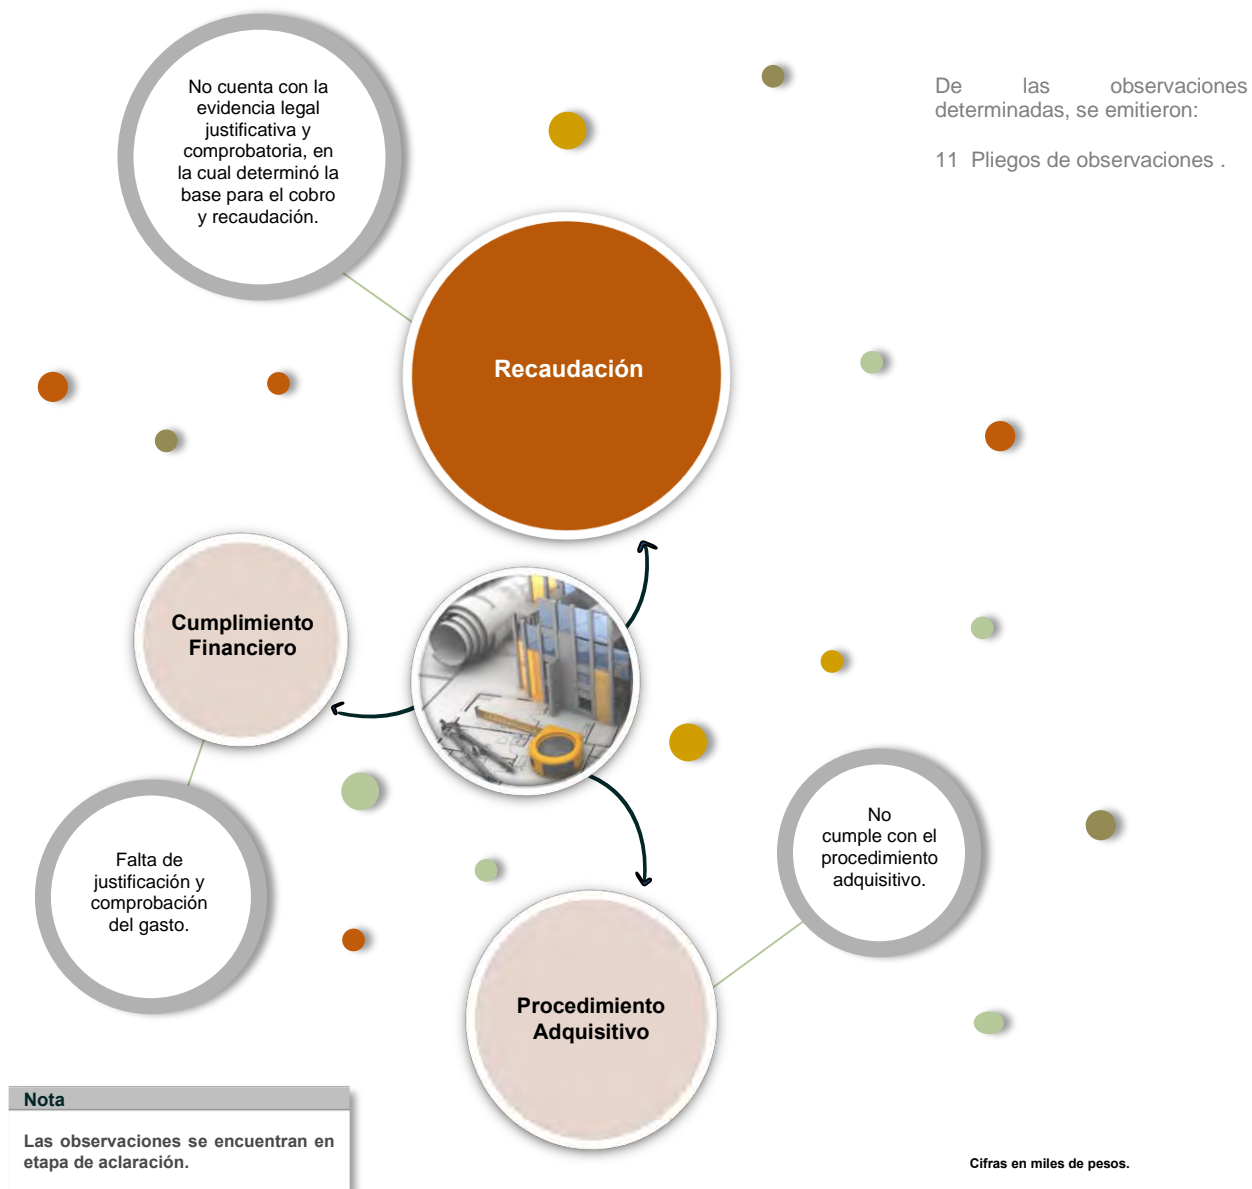 No cuenta con la
evidencia legal
justificativa y
comprobatoria, en
la cual determinó la
base para el cobro
y recaudación.
De las observaciones
determinadas, se emitieron:
11 Pliegos de observaciones .
Recaudación
Cumplimiento
Financiero
Falta de
justificación y
comprobación
del gasto.
No
cumple con el
procedimiento
adquisitivo.
Procedimiento
Adquisitivo
Nota
Las observaciones se encuentran en
etapa de aclaración.
Cifras en miles de pesos.